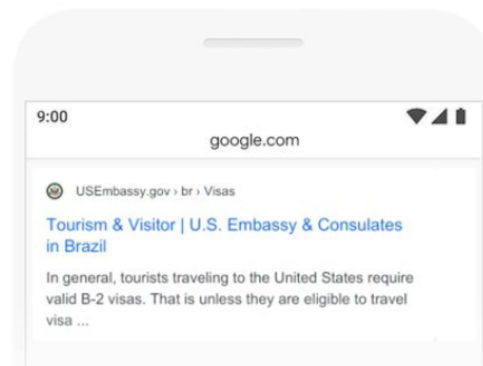 9:00
google.com
USEmbassy.gov › br › Visas
Tourism & Visitor | U.S. Embassy & Consulates
in Brazil
In general, tourists traveling to the United States require
valid B-2 visas. That is unless they are eligible to travel
visa ...